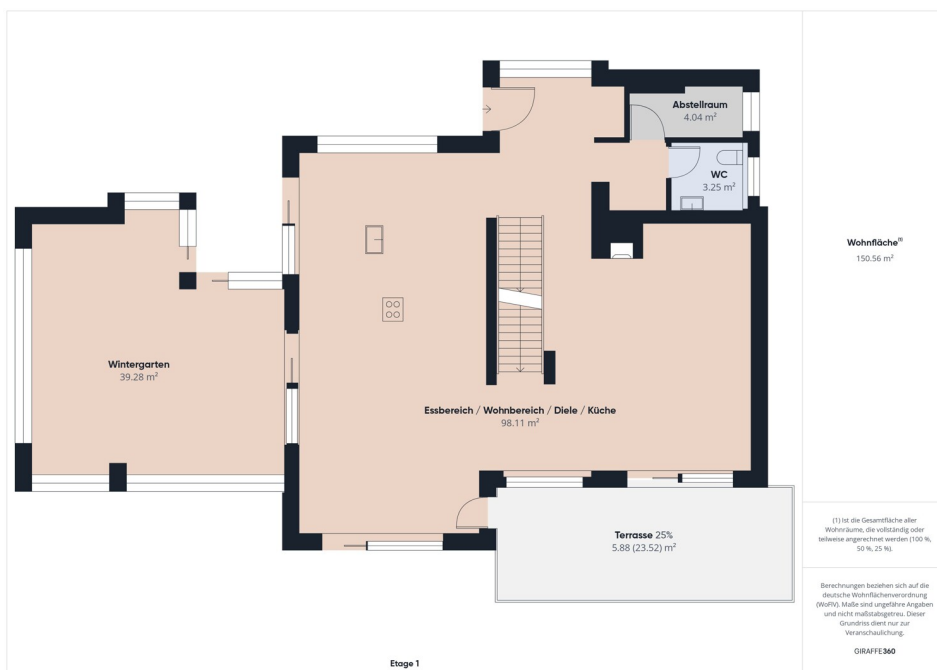 Abstellraum
4.04 m²
WC
3.25 m²
Wohnfläche⁽¹⁾
150.56 m²
Wintergarten
39.28 m²
Essbereich / Wohnbereich / Diele / Küche
98.11 m²
Terrasse 25%
5.88 (23.52) m²
(1) Ist die Gesamtfläche aller
Wohnräume, die vollständig oder
teilweise angerechnet werden (100 %,
50 %, 25 %).
Berechnungen beziehen sich auf die
deutsche Wohnflächenverordnung
(WoFlV). Maße sind ungefähre Angaben
und nicht maßstabsgetreu. Dieser
Grundriss dient nur zur
Veranschaulichung.
GIRAFFE360
Etage 1